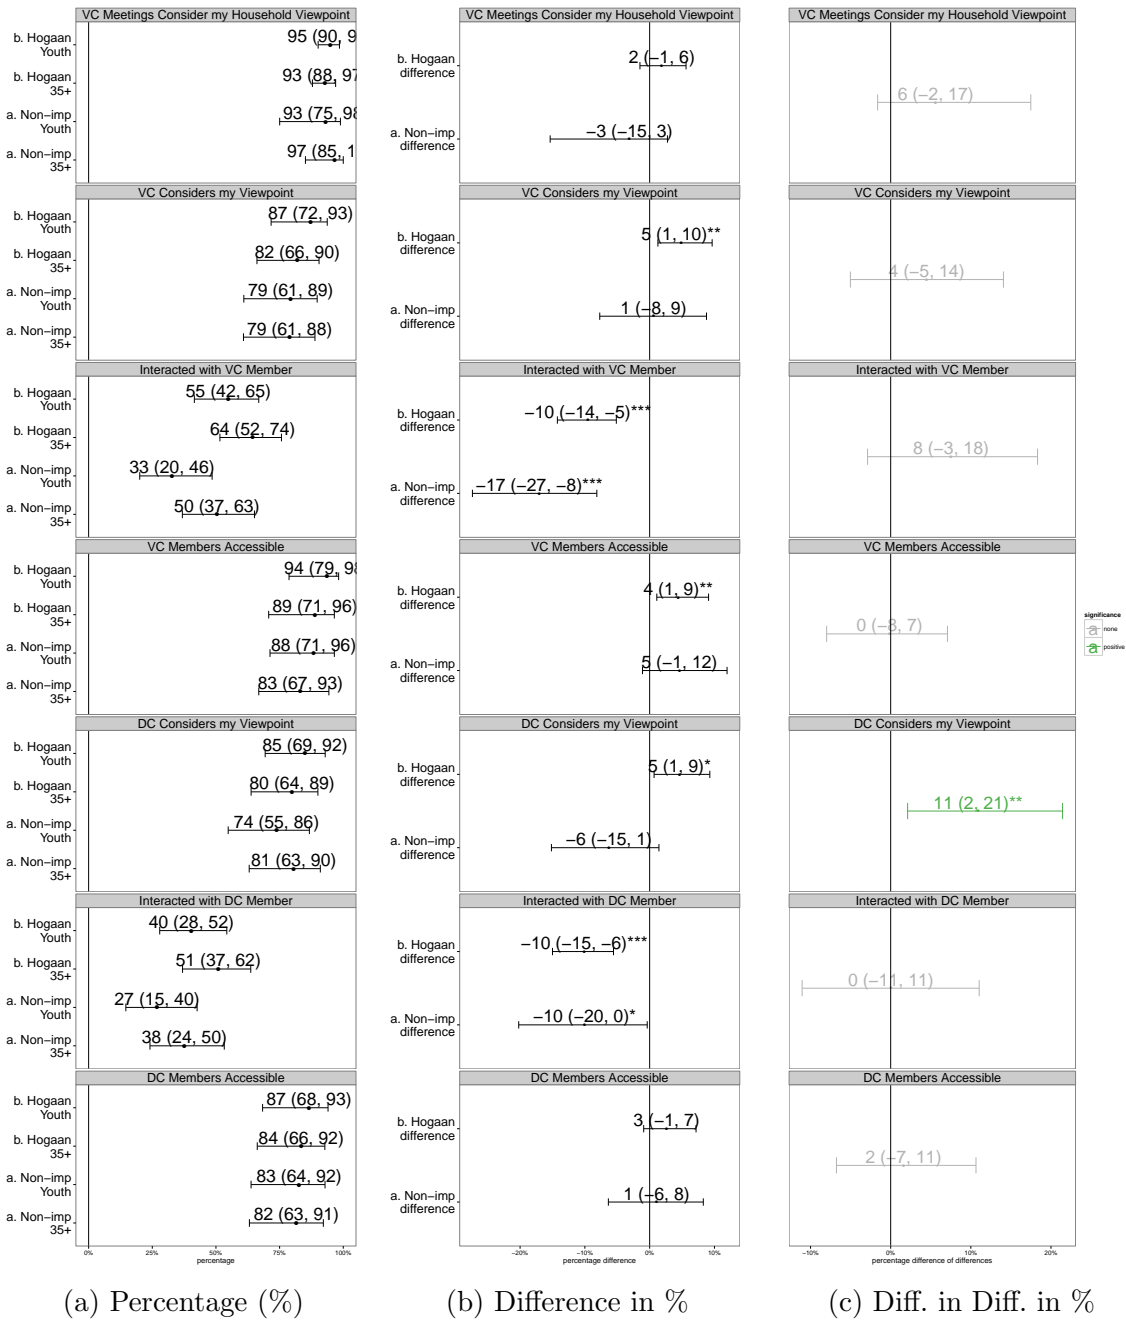 VC Meetings Consider my Household Viewpoint
b. Hogaan
Youth
95 (90, 9
b. Hogaan
35+
93 (88, 97
a. Non−imp
Youth
93 (75, 98
a. Non−imp
35+
97 (85, 1
VC Considers my Viewpoint
b. Hogaan
Youth
87 (72, 93)
b. Hogaan
35+
82 (66, 90)
a. Non−imp
Youth
79 (61, 89)
a. Non−imp
35+
79 (61, 88)
Interacted with VC Member
b. Hogaan
Youth
55 (42, 65)
b. Hogaan
35+
64 (52, 74)
a. Non−imp
Youth
33 (20, 46)
a. Non−imp
35+
50 (37, 63)
VC Members Accessible
b. Hogaan
Youth
94 (79, 98
b. Hogaan
35+
89 (71, 96)
a. Non−imp
Youth
88 (71, 96)
a. Non−imp
35+
83 (67, 93)
DC Considers my Viewpoint
b. Hogaan
Youth
85 (69, 92)
b. Hogaan
35+
80 (64, 89)
a. Non−imp
Youth
74 (55, 86)
a. Non−imp
35+
81 (63, 90)
Interacted with DC Member
b. Hogaan
Youth
40 (28, 52)
b. Hogaan
35+
51 (37, 62)
a. Non−imp
Youth
27 (15, 40)
a. Non−imp
35+
38 (24, 50)
DC Members Accessible
b. Hogaan
Youth
87 (68, 93)
b. Hogaan
35+
84 (66, 92)
a. Non−imp
Youth
83 (64, 92)
a. Non−imp
35+
82 (63, 91)
0% 25% 50% 75% 100%
percentage
(a) Percentage (%)
VC Meetings Consider my Household Viewpoint
b. Hogaan
difference
2 (−1, 6)
a. Non−imp
difference
−3 (−15, 3)
VC Considers my Viewpoint
b. Hogaan
difference
5 (1, 10)**
a. Non−imp
difference
1 (−8, 9)
Interacted with VC Member
b. Hogaan
difference
−10 (−14, −5)***
a. Non−imp
difference
−17 (−27, −8)***
VC Members Accessible
b. Hogaan
difference
4 (1, 9)**
a. Non−imp
difference
5 (−1, 12)
DC Considers my Viewpoint
b. Hogaan
difference
5 (1, 9)*
a. Non−imp
difference
−6 (−15, 1)
Interacted with DC Member
b. Hogaan
difference
−10 (−15, −6)***
a. Non−imp
difference
−10 (−20, 0)*
DC Members Accessible
b. Hogaan
difference
3 (−1, 7)
a. Non−imp
difference
1 (−6, 8)
−20% −10% 0% 10%
percentage difference
(b) Difference in %
VC Meetings Consider my Household Viewpoint
6 (−2, 17)
VC Considers my Viewpoint
4 (−5, 14)
Interacted with VC Member
8 (−3, 18)
VC Members Accessible
0 (−8, 7)
DC Considers my Viewpoint
11 (2, 21)**
Interacted with DC Member
0 (−11, 11)
DC Members Accessible
2 (−7, 11)
−10% 0% 10% 20%
percentage difference of differences
(c) Diff. in Diff. in %
significance
a none
a positive